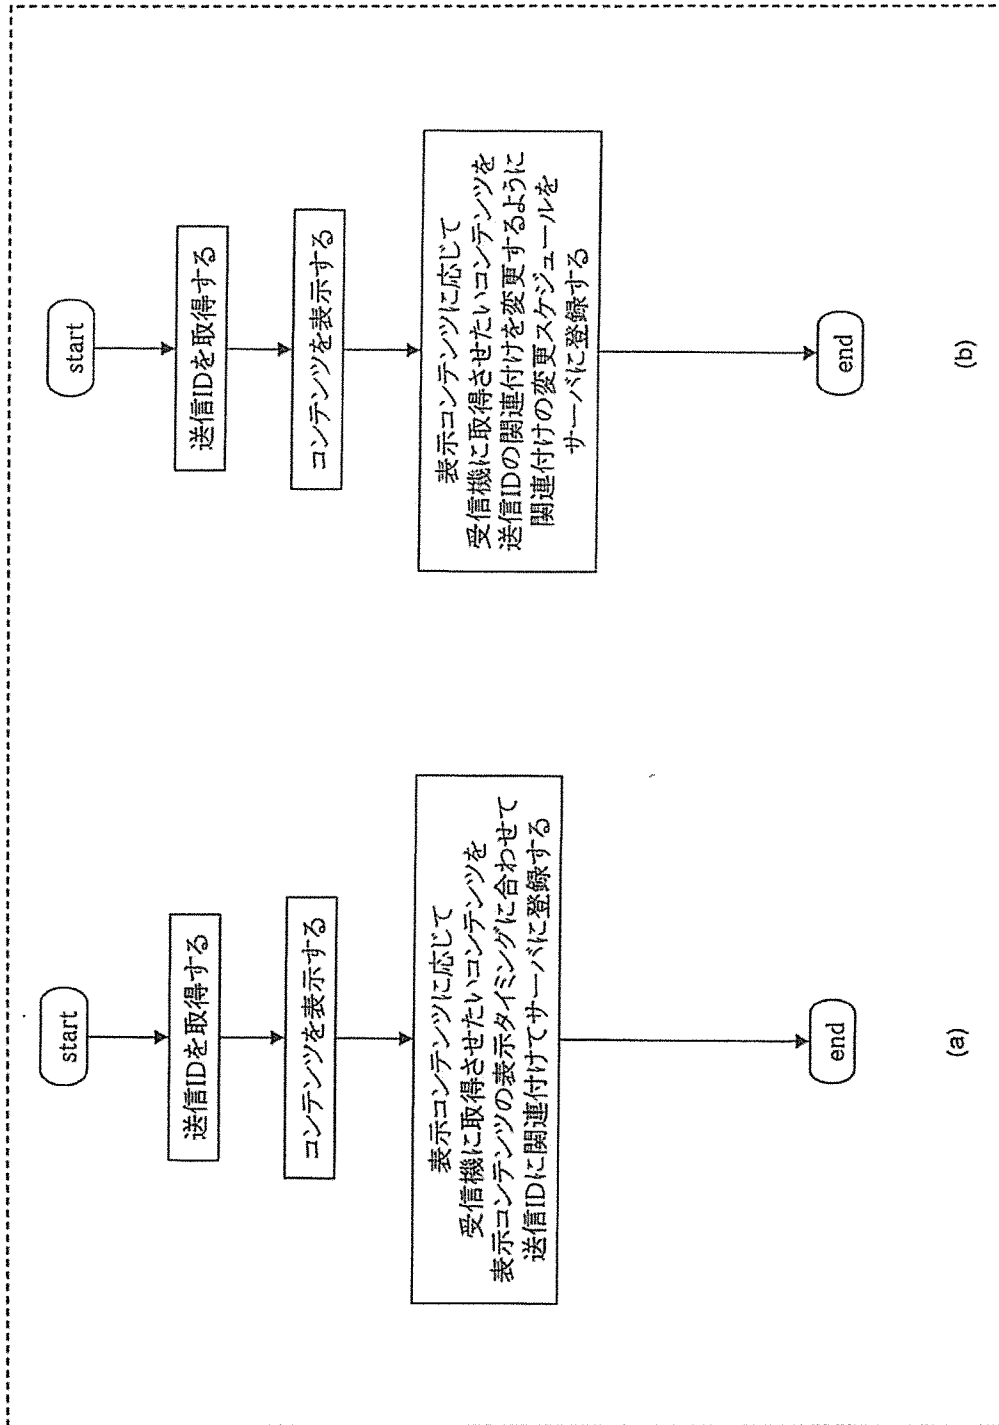 start
送信IDを取得する
コンテンツを表示する
表示コンテンツに応じて
受信機に取得させたいコンテンツを
表示コンテンツの表示タイミングに合わせて
送信IDに関連付けてサーバに登録する
end
(a)
start
送信IDを取得する
コンテンツを表示する
表示コンテンツに応じて
受信機に取得させたいコンテンツを
送信IDの関連付けを変更するように
関連付けの変更スケジュールを
サーバに登録する
end
(b)